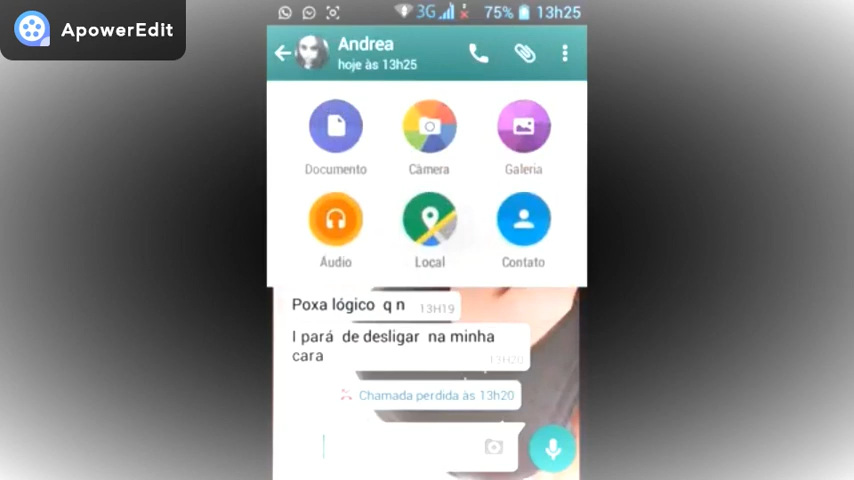 ApowerEdit
3G 75% 13h25
Andrea
hoje às 13h25
Documento Câmera Galeria
Áudio Local Contato
Poxa lógico q n 13H19
I pará de desligar na minha
cara 13H20
Chamada perdida às 13h20